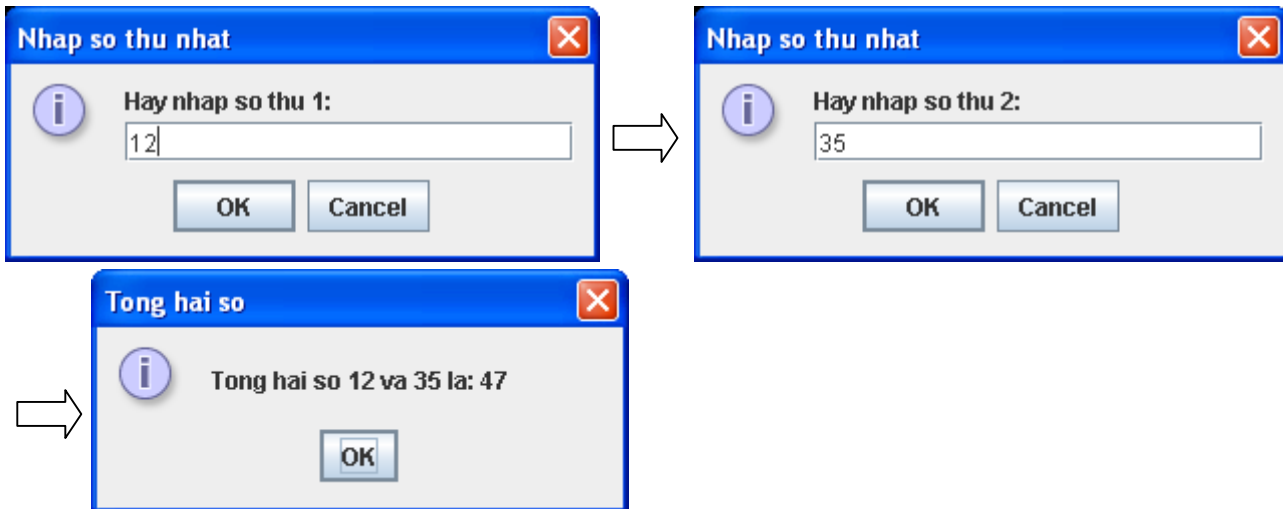 Nhap so thu nhat
Hay nhap so thu 1:
12
OK Cancel
Nhap so thu nhat
Hay nhap so thu 2:
35
OK Cancel
Tong hai so
Tong hai so 12 va 35 la: 47
OK